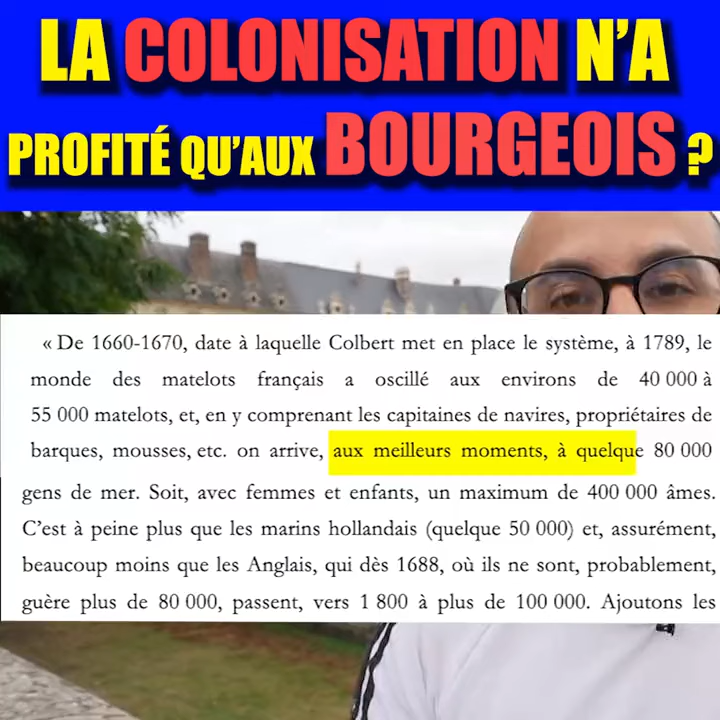 LA COLONISATION N'A
PROFITÉ QU'AUX BOURGEOIS ?
« De 1660-1670, date à laquelle Colbert met en place le système, à 1789, le
monde des matelots français a oscillé aux environs de 40 000 à
55 000 matelots, et, en y comprenant les capitaines de navires, propriétaires de
barques, mousses, etc. on arrive, aux meilleurs moments, à quelque 80 000
gens de mer. Soit, avec femmes et enfants, un maximum de 400 000 âmes.
C'est à peine plus que les marins hollandais (quelque 50 000) et, assurément,
beaucoup moins que les Anglais, qui dès 1688, où ils ne sont, probablement,
guère plus de 80 000, passent, vers 1 800 à plus de 100 000. Ajoutons les